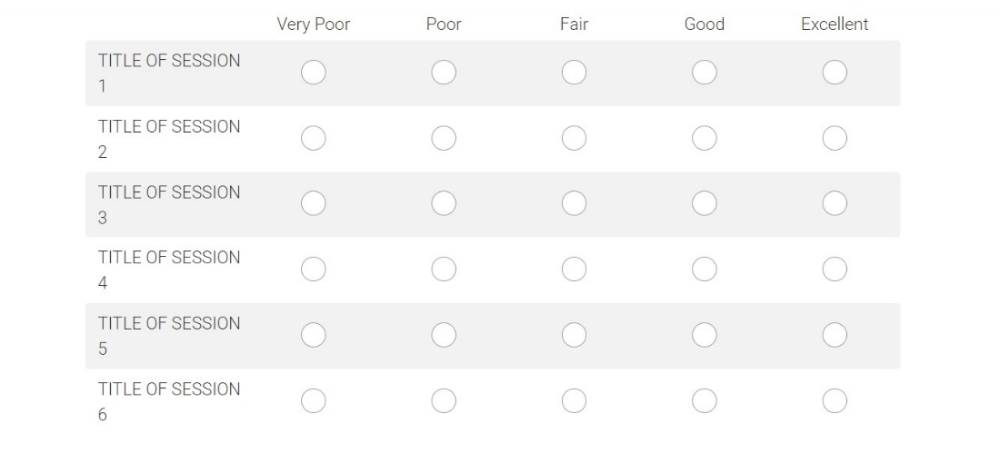 Very Poor Poor Fair Good Excellent
TITLE OF SESSION
1
TITLE OF SESSION
2
TITLE OF SESSION
3
TITLE OF SESSION
4
TITLE OF SESSION
5
TITLE OF SESSION
6